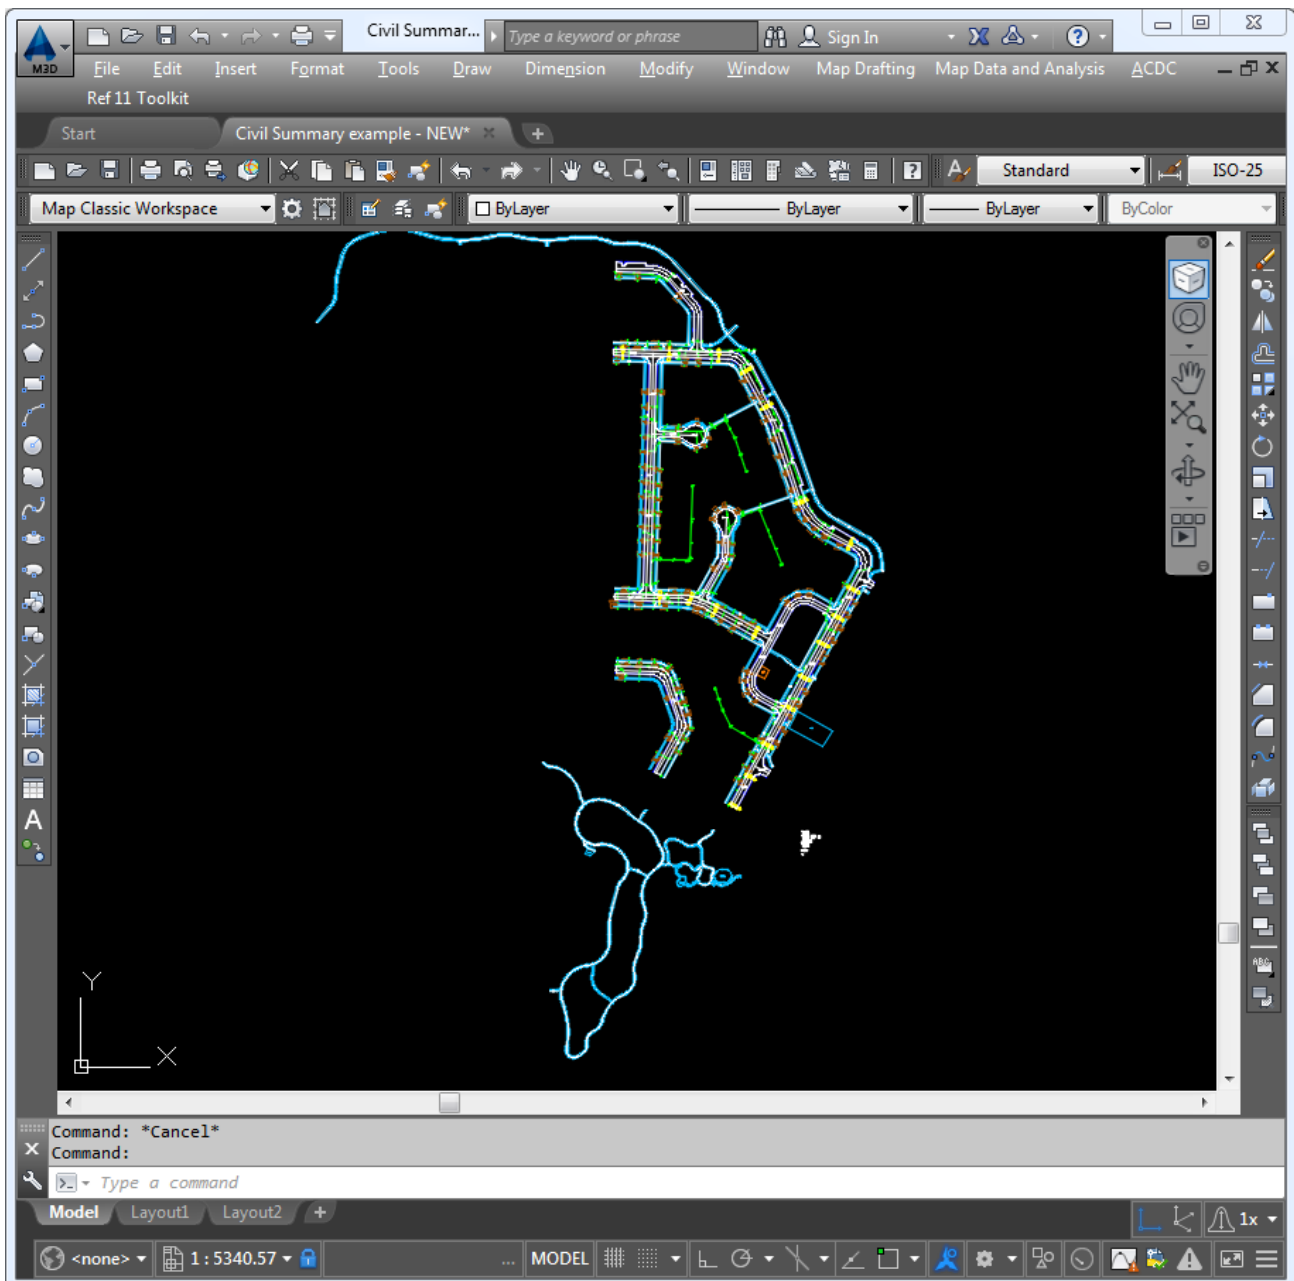 Civil Summar... Type a keyword or phrase Sign In ?
M3D File Edit Insert Format Tools Draw Dimension Modify Window Map Drafting Map Data and Analysis ACDC
Ref 11 Toolkit
Start Civil Summary example - NEW*
Standard ISO-25
Map Classic Workspace ByLayer ByLayer ByLayer ByColor
A
Y
X
ABC
Command: *Cancel*
Command:
Type a command
Model Layout1 Layout2 +
1x
<none> 1 : 5340.57 ... MODEL